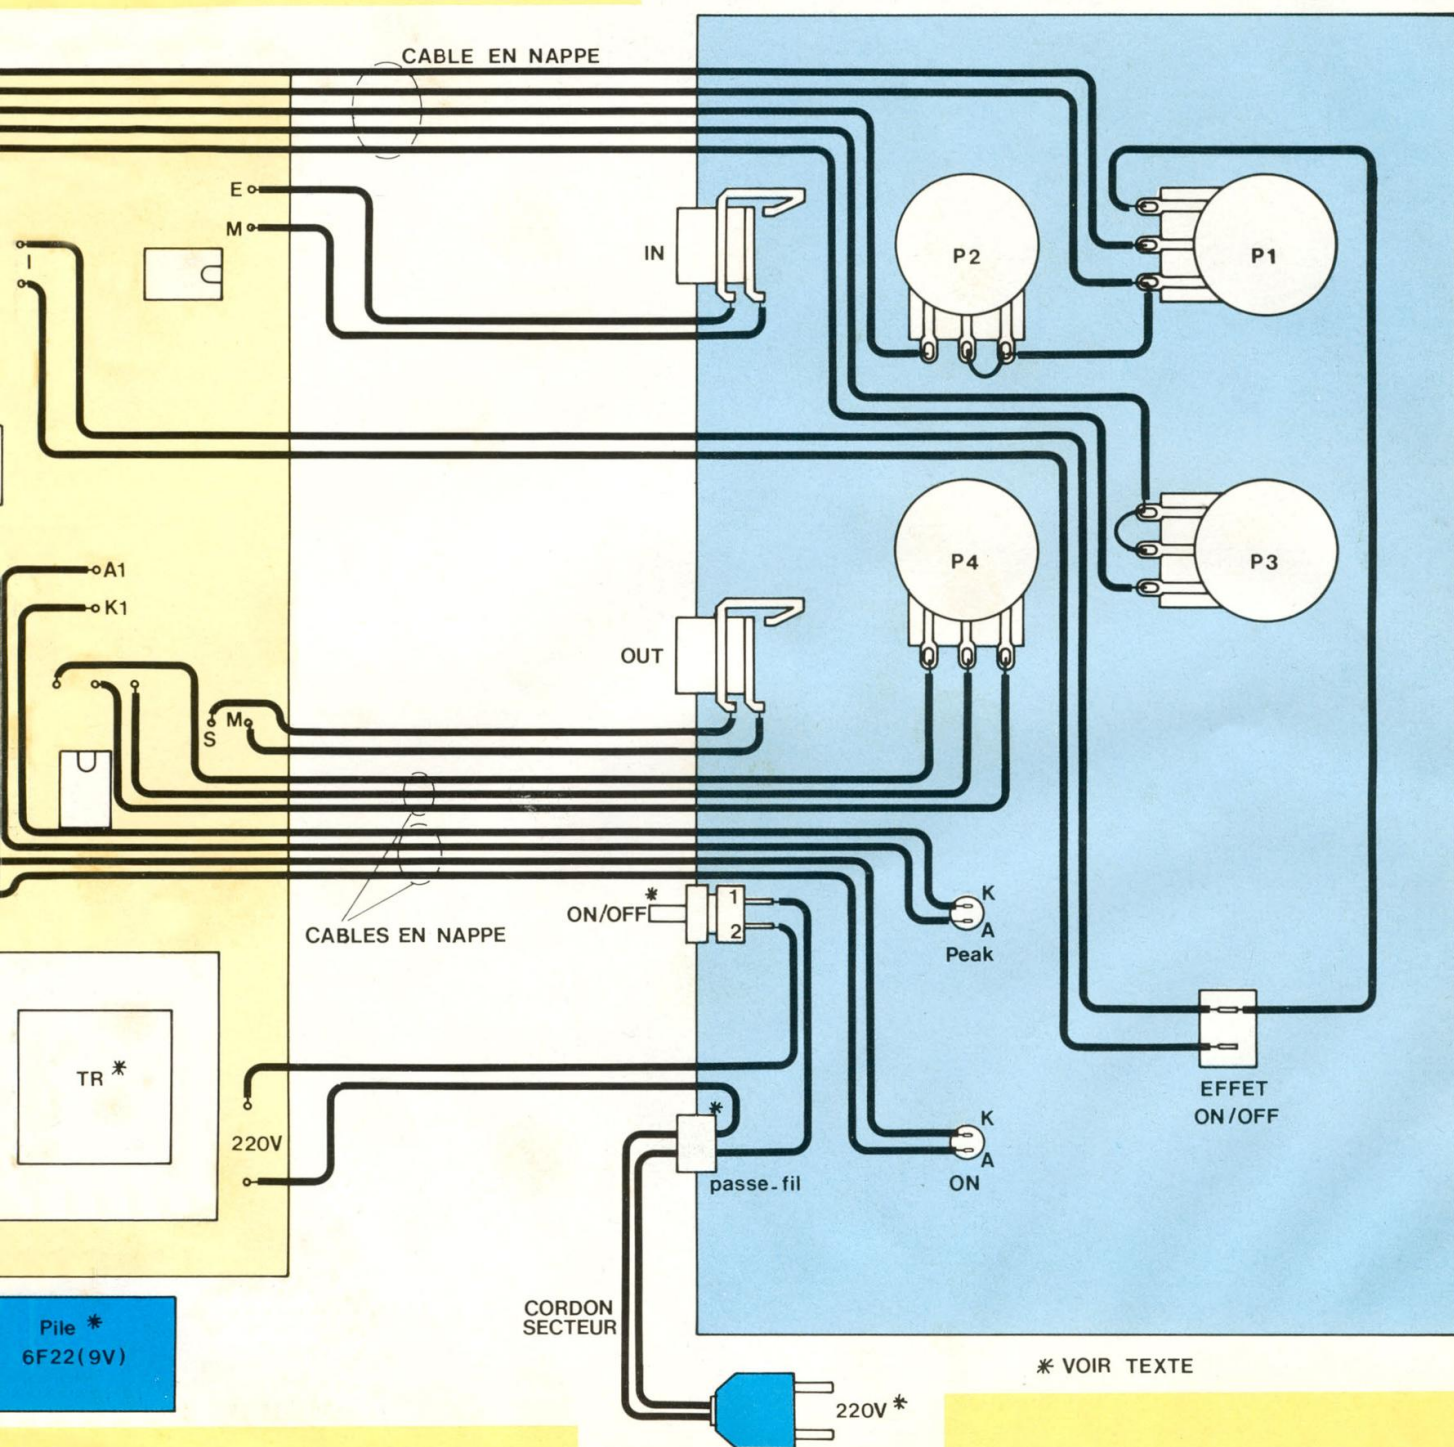 CABLE EN NAPPE
E
M
I
IN
P2
P1
P4
P3
A1
K1
OUT
M
S
CABLES EN NAPPE
*
ON/OFF
1
2
K
A
Peak
TR *
220V
*
passe-fil
K
A
ON
EFFET
ON/OFF
Pile *
6F22(9V)
CORDON
SECTEUR
* VOIR TEXTE
220V *